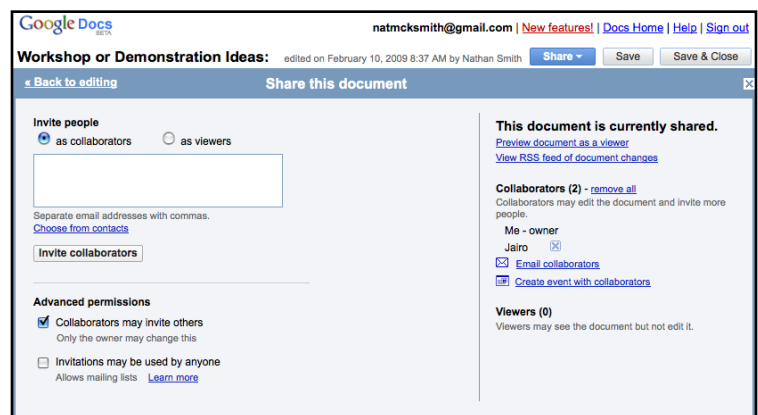 Google Docs
BETA
natmcksmith@gmail.com | New features! | Docs Home | Help | Sign out
Workshop or Demonstration Ideas: edited on February 10, 2009 8:37 AM by Nathan Smith Share Save Save & Close
« Back to editing Share this document
Invite people
as collaborators as viewers
Separate email addresses with commas.
Choose from contacts
Invite collaborators
Advanced permissions
Collaborators may invite others
Only the owner may change this
Invitations may be used by anyone
Allows mailing lists Learn more
This document is currently shared.
Preview document as a viewer
View RSS feed of document changes
Collaborators (2) - remove all
Collaborators may edit the document and invite more
people.
Me - owner
Jairo
Email collaborators
Create event with collaborators
Viewers (0)
Viewers may see the document but not edit it.